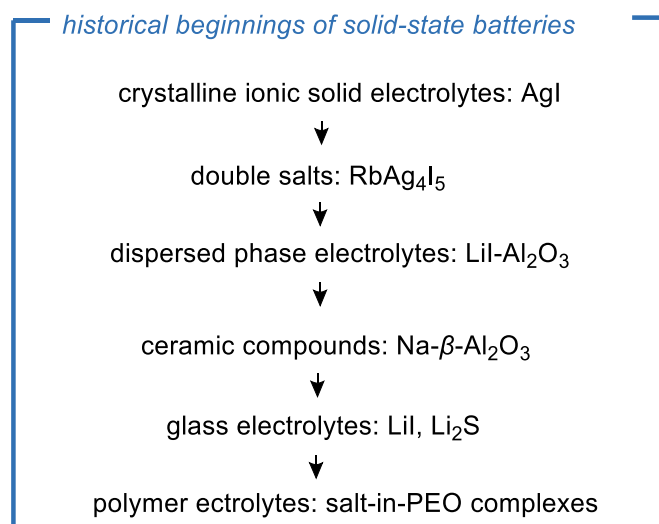 historical beginnings of solid-state batteries
crystalline ionic solid electrolytes: AgI
double salts: RbAg₄I₅
dispersed phase electrolytes: LiI-Al₂O₃
ceramic compounds: Na-β-Al₂O₃
glass electrolytes: LiI, Li₂S
polymer ectrolytes: salt-in-PEO complexes